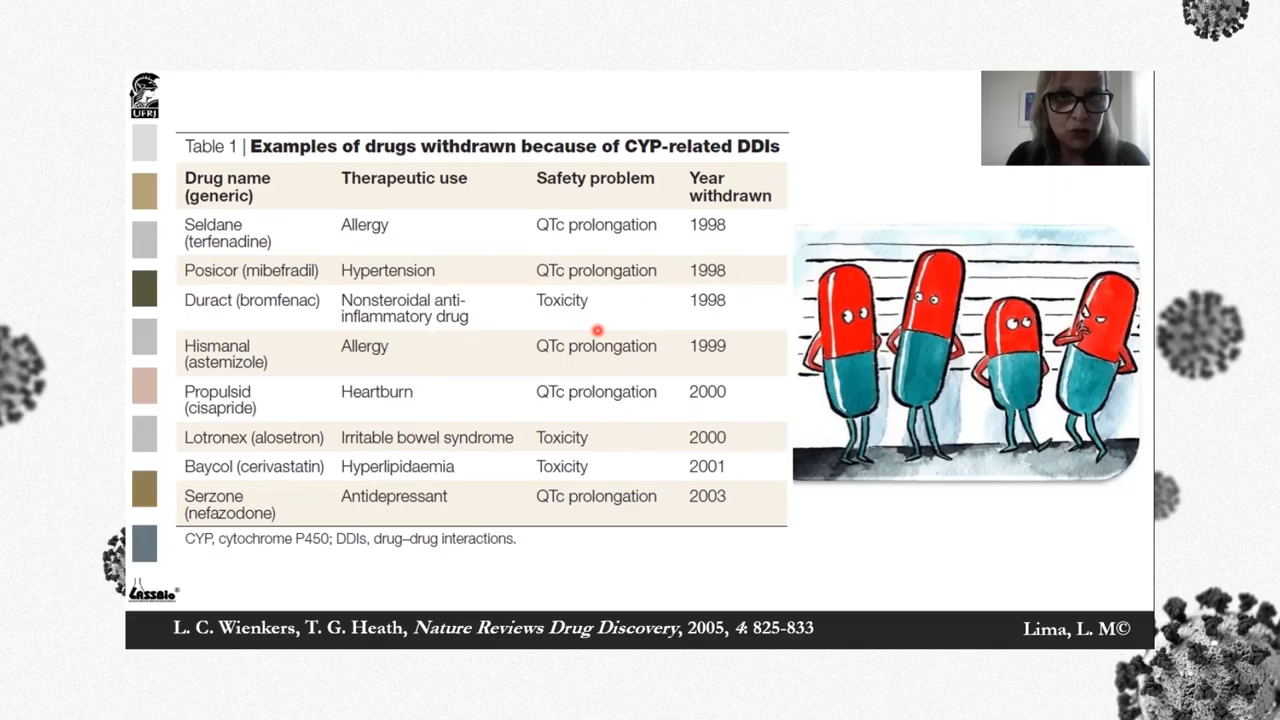 UFRJ
Table 1 | Examples of drugs withdrawn because of CYP-related DDIs
Drug name (generic) Therapeutic use Safety problem Year withdrawn
Seldane (terfenadine) Allergy QTc prolongation 1998
Posicor (mibefradil) Hypertension QTc prolongation 1998
Duract (bromfenac) Nonsteroidal anti-inflammatory drug Toxicity 1998
Hismanal (astemizole) Allergy QTc prolongation 1999
Propulsid (cisapride) Heartburn QTc prolongation 2000
Lotronex (alosetron) Irritable bowel syndrome Toxicity 2000
Baycol (cerivastatin) Hyperlipidaemia Toxicity 2001
Serzone (nefazodone) Antidepressant QTc prolongation 2003
CYP, cytochrome P450; DDIs, drug–drug interactions.
LASSBio®
L. C. Wienkers, T. G. Heath, Nature Reviews Drug Discovery, 2005, 4: 825-833
Lima, L. M©